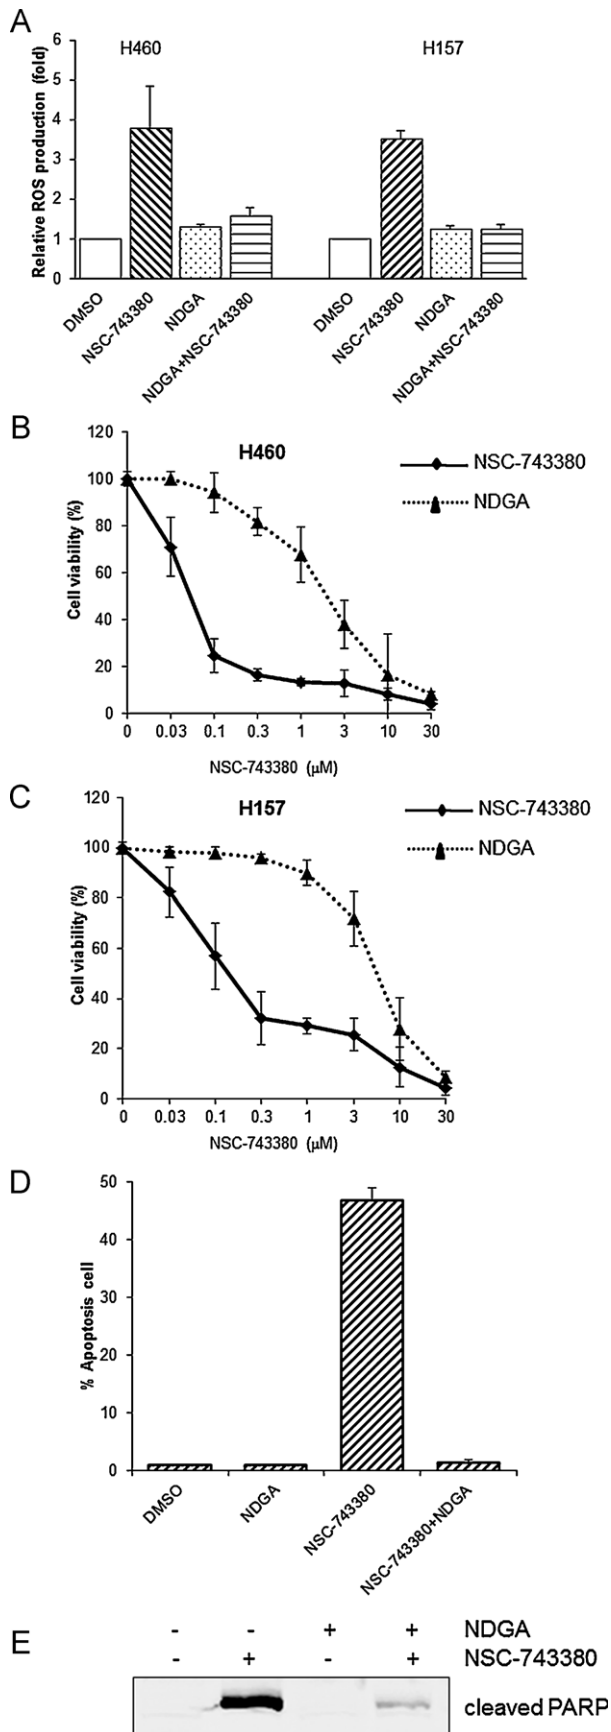 A
H460
H157
Relative ROS production (fold)
6
5
4
3
2
1
0
DMSO
NSC-743380
NDGA
NDGA+NSC-743380
DMSO
NSC-743380
NDGA
NDGA+NSC-743380
B
H460
NSC-743380
NDGA
Cell viability (%)
120
100
80
60
40
20
0
0 0.03 0.1 0.3 1 3 10 30
NSC-743380 (μM)
C
H157
NSC-743380
NDGA
Cell viability (%)
120
100
80
60
40
20
0
0 0.03 0.1 0.3 1 3 10 30
NSC-743380 (μM)
D
% Apoptosis cell
50
40
30
20
10
0
DMSO
NDGA
NSC-743380
NSC-743380+NDGA
E
- - + + NDGA
- + - + NSC-743380
cleaved PARP